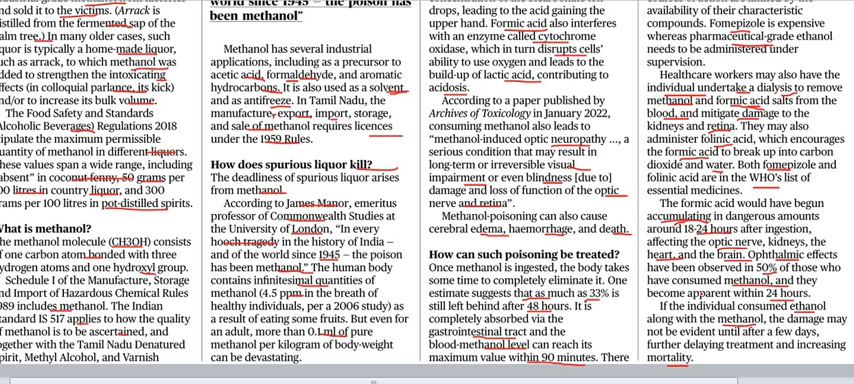 and sold it to the victims. (Arrack is
distilled from the fermented sap of the
palm tree.) In many older cases, such
liquor is typically a home-made liquor,
such as arrack, to which methanol was
added to strengthen the intoxicating
effects (in colloquial parlance, its kick)
and/or to increase its bulk volume.
The Food Safety and Standards
(Alcoholic Beverages) Regulations 2018
stipulate the maximum permissible
quantity of methanol in different liquors.
These values span a wide range, including
"absent" in coconut fenny, 50 grams per
100 litres in country liquor, and 300
grams per 100 litres in pot-distilled spirits.
What is methanol?
The methanol molecule (CH3OH) consists
of one carbon atom bonded with three
hydrogen atoms and one hydroxyl group.
Schedule I of the Manufacture, Storage
and Import of Hazardous Chemical Rules
1989 includes methanol. The Indian
Standard IS 517 applies to how the quality
of methanol is to be ascertained, and
together with the Tamil Nadu Denatured
Spirit, Methyl Alcohol, and Varnish
world since 1945 – the poison has
been methanol"
Methanol has several industrial
applications, including as a precursor to
acetic acid, formaldehyde, and aromatic
hydrocarbons. It is also used as a solvent
and as antifreeze. In Tamil Nadu, the
manufacture, export, import, storage,
and sale of methanol requires licences
under the 1959 Rules.
How does spurious liquor kill?
The deadliness of spurious liquor arises
from methanol.
According to James Manor, emeritus
professor of Commonwealth Studies at
the University of London, "In every
hooch tragedy in the history of India –
and of the world since 1945 – the poison
has been methanol." The human body
contains infinitesimal quantities of
methanol (4.5 ppm in the breath of
healthy individuals, per a 2006 study) as
a result of eating some fruits. But even for
an adult, more than 0.1 ml of pure
methanol per kilogram of body-weight
can be devastating.
drops, leading to the acid gaining the
upper hand. Formic acid also interferes
with an enzyme called cytochrome
oxidase, which in turn disrupts cells'
ability to use oxygen and leads to the
build-up of lactic acid, contributing to
acidosis.
According to a paper published by
Archives of Toxicology in January 2022,
consuming methanol also leads to
"methanol-induced optic neuropathy ..., a
serious condition that may result in
long-term or irreversible visual
impairment or even blindness [due to]
damage and loss of function of the optic
nerve and retina".
Methanol-poisoning can also cause
cerebral edema, haemorrhage, and death.
How can such poisoning be treated?
Once methanol is ingested, the body takes
some time to completely eliminate it. One
estimate suggests that as much as 33% is
still left behind after 48 hours. It is
completely absorbed via the
gastrointestinal tract and the
blood-methanol level can reach its
maximum value within 90 minutes. There
availability of their characteristic
compounds. Fomepizole is expensive
whereas pharmaceutical-grade ethanol
needs to be administered under
supervision.
Healthcare workers may also have the
individual undertake a dialysis to remove
methanol and formic acid salts from the
blood, and mitigate damage to the
kidneys and retina. They may also
administer folinic acid, which encourages
the formic acid to break up into carbon
dioxide and water. Both fomepizole and
folinic acid are in the WHO's list of
essential medicines.
The formic acid would have begun
accumulating in dangerous amounts
around 18-24 hours after ingestion,
affecting the optic nerve, kidneys, the
heart, and the brain. Ophthalmic effects
have been observed in 50% of those who
have consumed methanol, and they
become apparent within 24 hours.
If the individual consumed ethanol
along with the methanol, the damage may
not be evident until after a few days,
further delaying treatment and increasing
mortality.